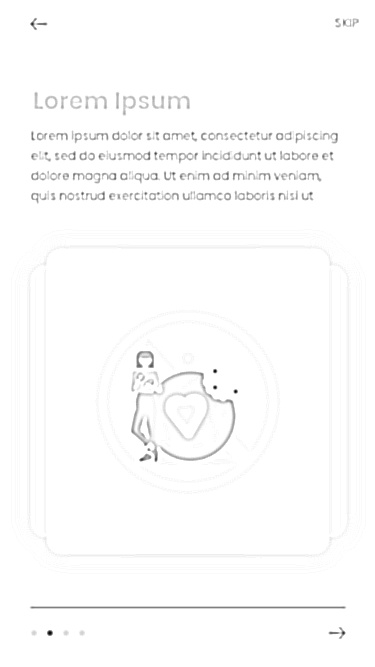 SKIP
Lorem Ipsum
Lorem ipsum dolor sit amet, consectetur adipiscing
elit, sed do eiusmod tempor incididunt ut labore et
dolore magna aliqua. Ut enim ad minim veniam,
quis nostrud exercitation ullamco laboris nisi ut